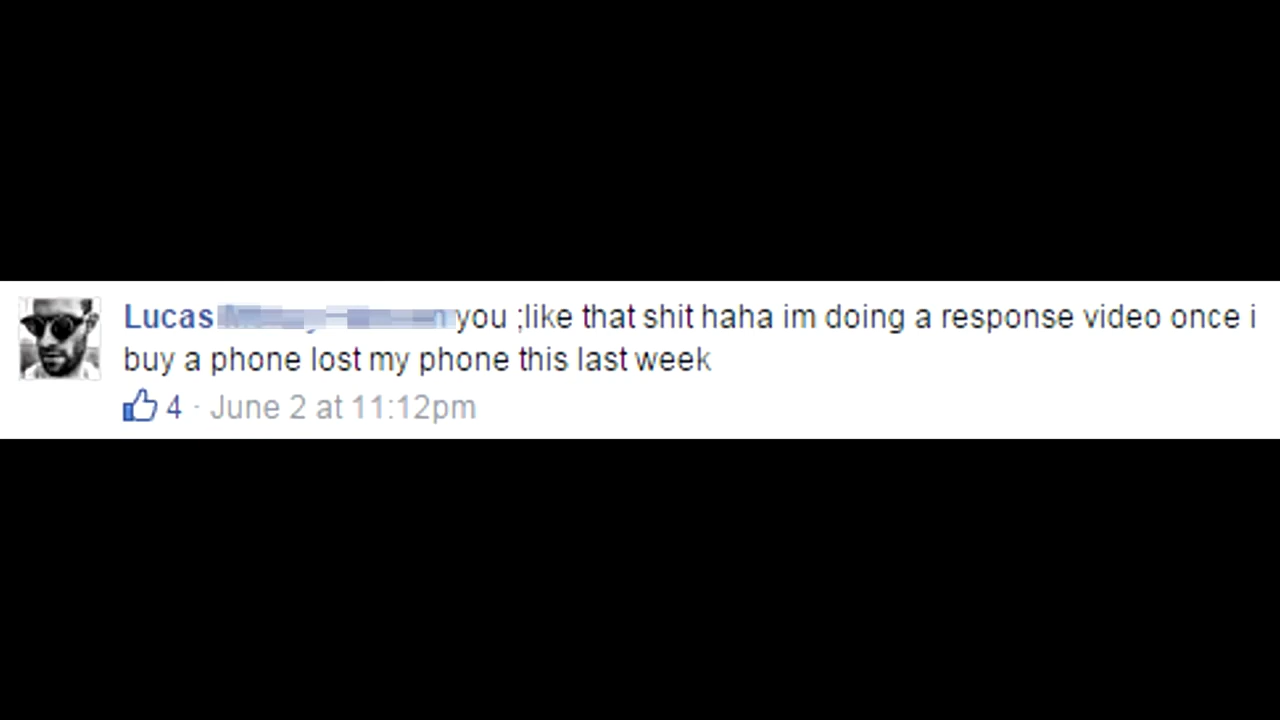 Lucas you ;like that shit haha im doing a response video once i
buy a phone lost my phone this last week
4 · June 2 at 11:12pm